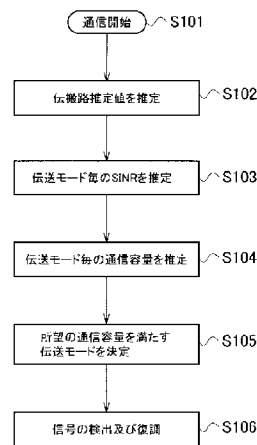 通信開始 S101
伝搬路推定値を推定 S102
伝送モード毎のSINRを推定 S103
伝送モード毎の通信容量を推定 S104
所望の通信容量を満たす
伝送モードを決定 S105
信号の検出及び復調 S106